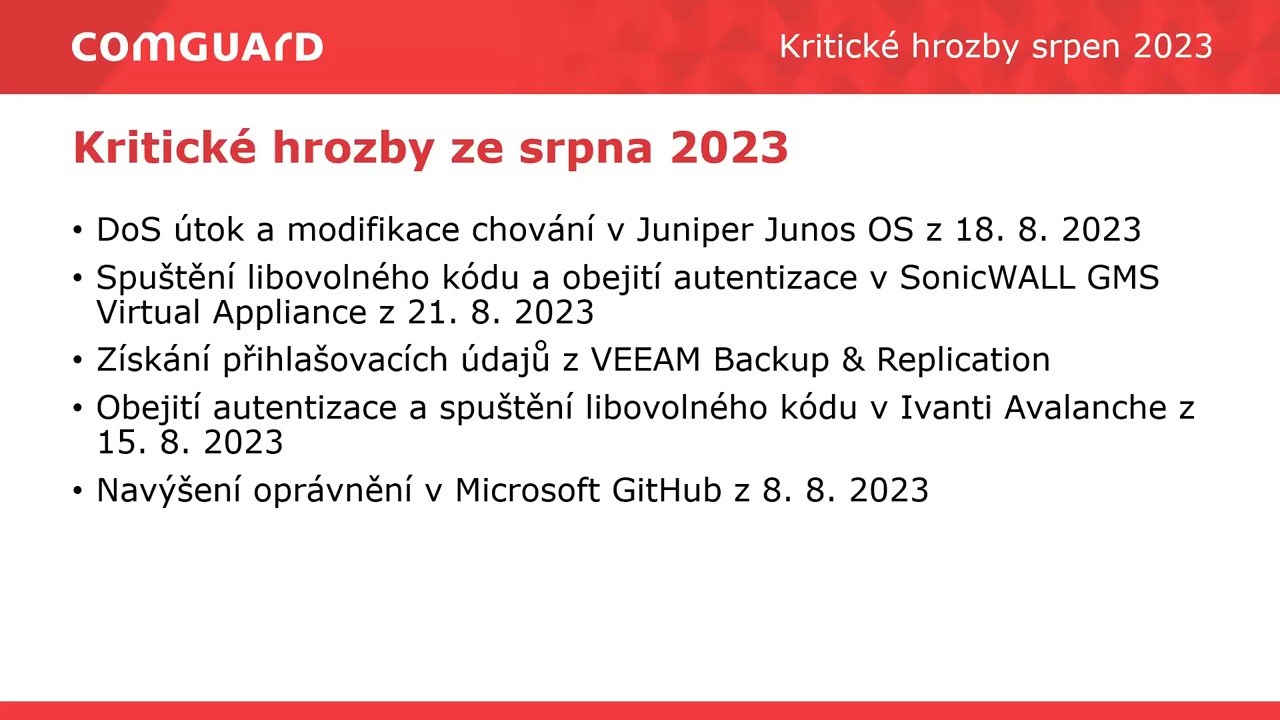 COMGUARD
Kritické hrozby srpen 2023
Kritické hrozby ze srpna 2023
• DoS útok a modifikace chování v Juniper Junos OS z 18. 8. 2023
• Spuštění libovolného kódu a obejití autentizace v SonicWALL GMS
Virtual Appliance z 21. 8. 2023
• Získání přihlašovacích údajů z VEEAM Backup & Replication
• Obejití autentizace a spuštění libovolného kódu v Ivanti Avalanche z
15. 8. 2023
• Navýšení oprávnění v Microsoft GitHub z 8. 8. 2023